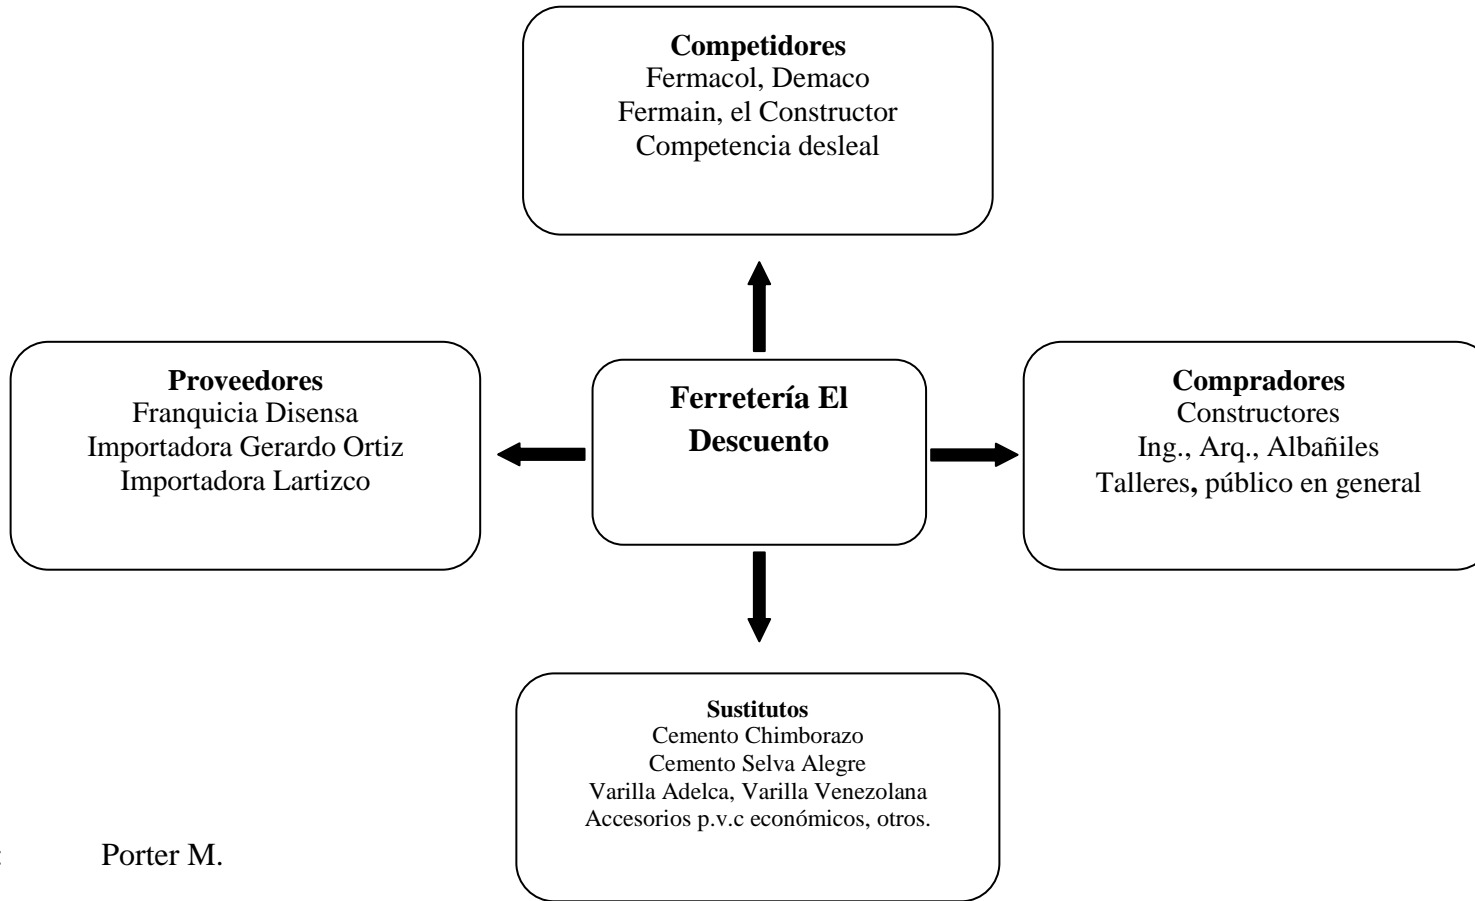 Competidores
Fermacol, Demaco
Fermain, el Constructor
Competencia desleal
Proveedores
Franquicia Disensa
Importadora Gerardo Ortiz
Importadora Lartizco
Ferretería El
Descuento
Compradores
Constructores
Ing., Arq., Albañiles
Talleres, público en general
Sustitutos
Cemento Chimborazo
Cemento Selva Alegre
Varilla Adelca, Varilla Venezolana
Accesorios p.v.c económicos, otros.
: Porter M.